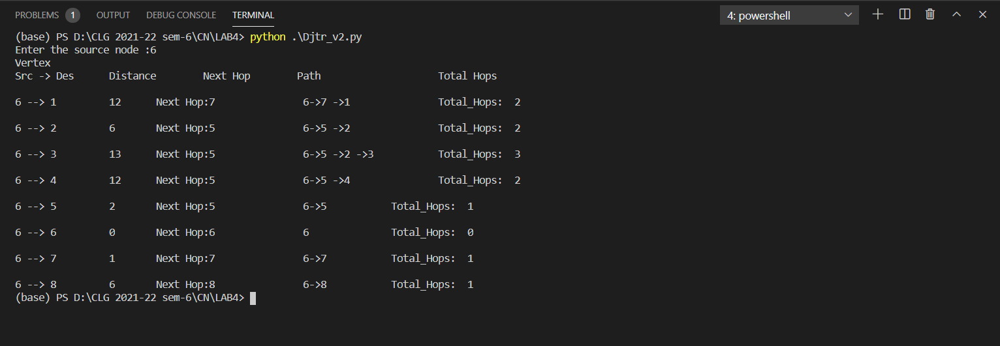 PROBLEMS 1 OUTPUT DEBUG CONSOLE TERMINAL 4: powershell
(base) PS D:\CLG 2021-22 sem-6\CN\LAB4> python .\Djtr_v2.py
Enter the source node :6
Vertex
Src -> Des Distance Next Hop Path Total Hops
6 --> 1 12 Next Hop:7 6->7 ->1 Total_Hops: 2
6 --> 2 6 Next Hop:5 6->5 ->2 Total_Hops: 2
6 --> 3 13 Next Hop:5 6->5 ->2 ->3 Total_Hops: 3
6 --> 4 12 Next Hop:5 6->5 ->4 Total_Hops: 2
6 --> 5 2 Next Hop:5 6->5 Total_Hops: 1
6 --> 6 0 Next Hop:6 6 Total_Hops: 0
6 --> 7 1 Next Hop:7 6->7 Total_Hops: 1
6 --> 8 6 Next Hop:8 6->8 Total_Hops: 1
(base) PS D:\CLG 2021-22 sem-6\CN\LAB4>